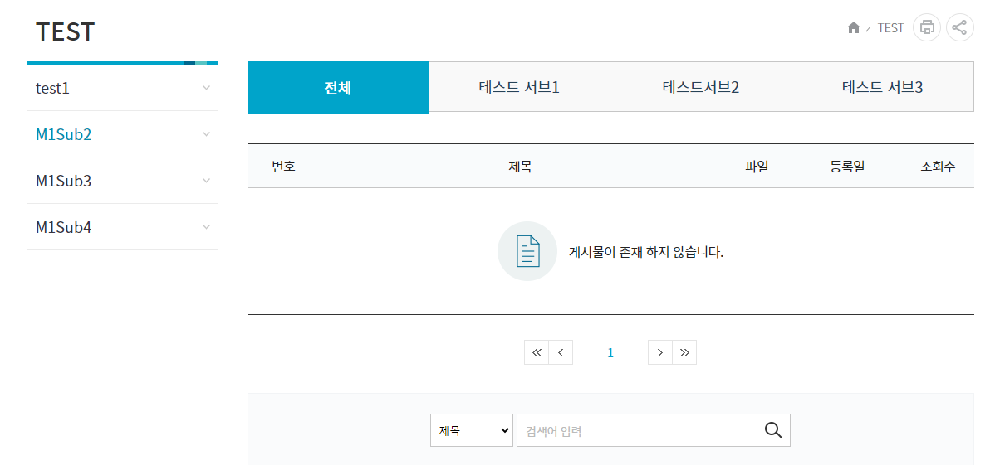 TEST
TEST
test1
M1Sub2
M1Sub3
M1Sub4
전체 테스트 서브1 테스트서브2 테스트 서브3
번호 제목 파일 등록일 조회수
게시물이 존재 하지 않습니다.
1
제목 검색어 입력